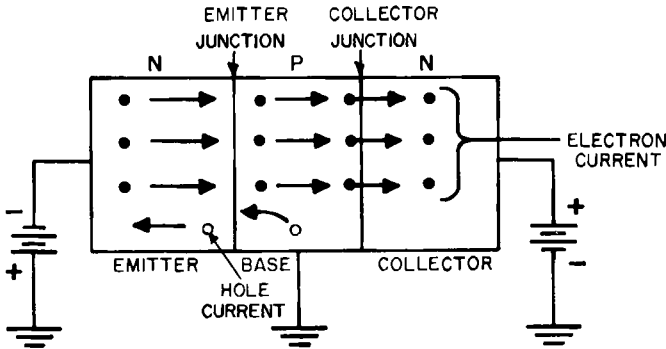 EMITTER
JUNCTION
COLLECTOR
JUNCTION
N
P
N
ELECTRON
CURRENT
-
+
+
-
EMITTER
BASE
COLLECTOR
HOLE
CURRENT